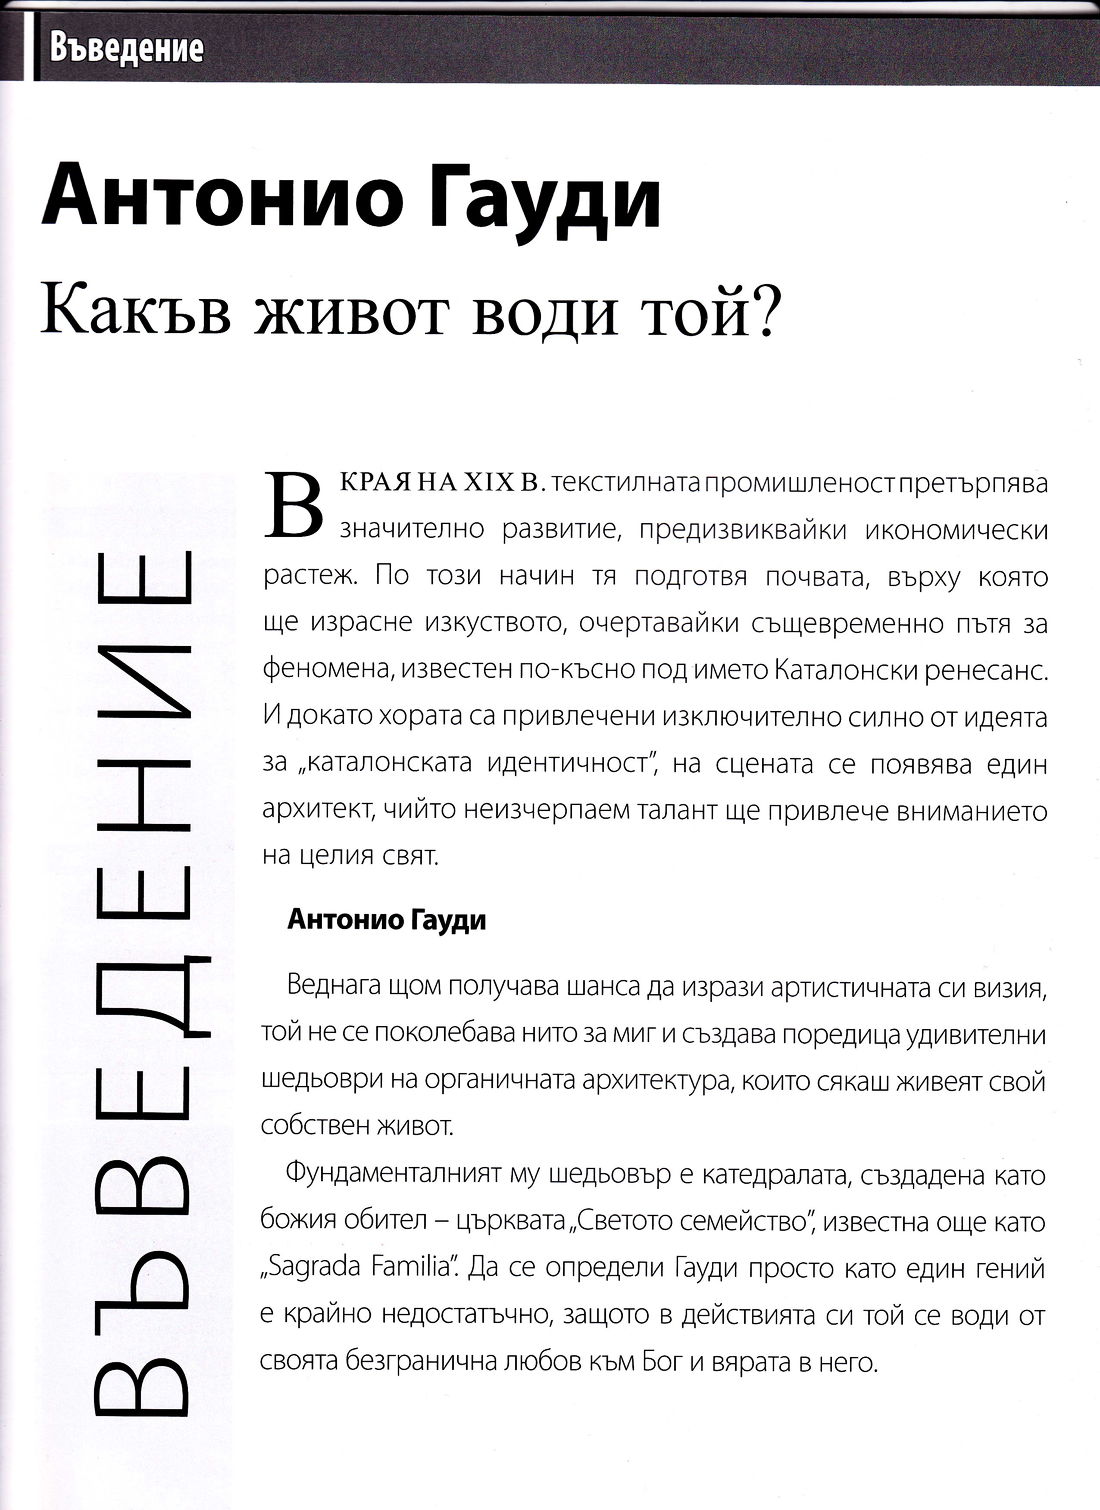 Въведение
Антонио Гауди
Какъв живот води той?
ВЪВЕДЕНИЕ
В КРАЯ НА XIX В. текстилната промишленост претърпява
значително развитие, предизвиквайки икономически
растеж. По този начин тя подготвя почвата, върху която
ще израсне изкуството, очертавайки същевременно пътя за
феномена, известен по-късно под името Каталонски ренесанс.
И докато хората са привлечени изключително силно от идеята
за „каталонската идентичност”, на сцената се появява един
архитект, чийто неизчерпаем талант ще привлече вниманието
на целия свят.
Антонио Гауди
Веднага щом получава шанса да изрази артистичната си визия,
той не се поколебава нито за миг и създава поредица удивителни
шедьоври на органичната архитектура, които сякаш живеят свой
собствен живот.
Фундаменталният му шедьовър е катедралата, създадена като
божия обител – църквата „Светото семейство”, известна още като
„Sagrada Familia”. Да се определи Гауди просто като един гений
е крайно недостатъчно, защото в действията си той се води от
своята безгранична любов към Бог и вярата в него.